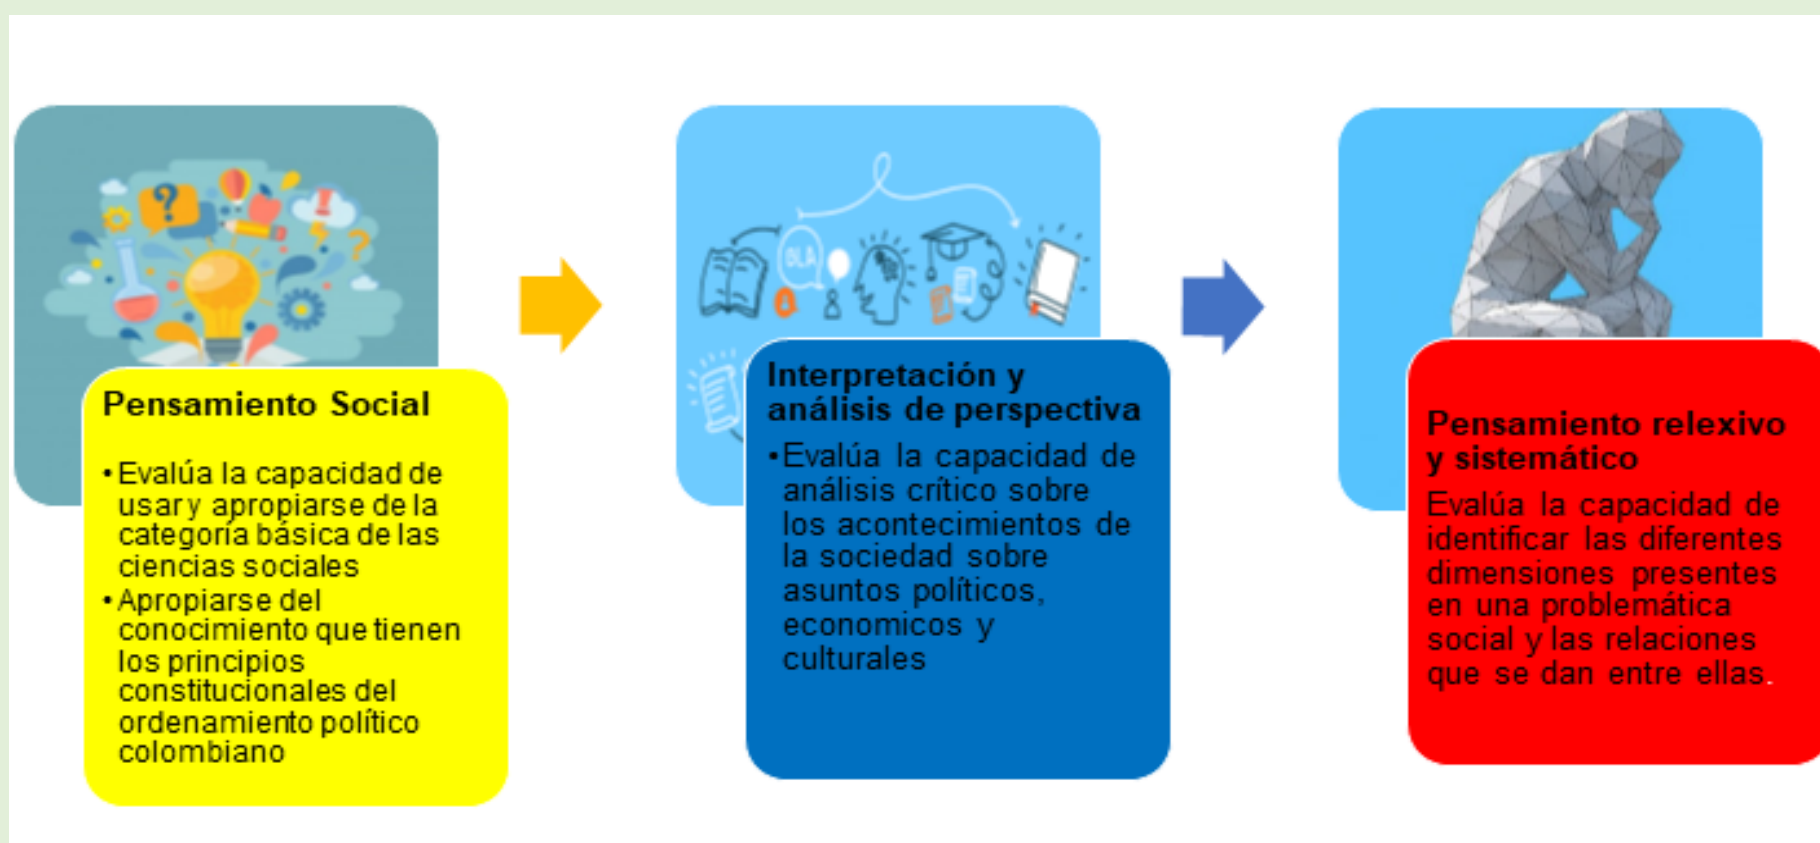 ?
BLA
Pensamiento Social
•Evalúa la capacidad de
usar y apropiarse de la
categoría básica de las
ciencias sociales
•Apropiarse del
conocimiento que tienen
los principios
constitucionales del
ordenamiento político
colombiano
Interpretación y
análisis de perspectiva
•Evalúa la capacidad de
análisis crítico sobre
los acontecimientos de
la sociedad sobre
asuntos políticos,
economicos y
culturales
Pensamiento relexivo
y sistemático
Evalúa la capacidad de
identificar las diferentes
dimensiones presentes
en una problemática
social y las relaciones
que se dan entre ellas.